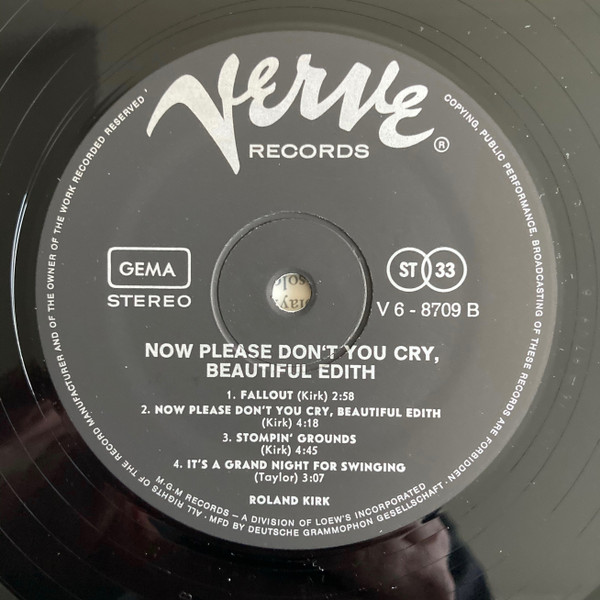 VERVE
RECORDS ®
GEMA
STEREO
ST 33
V 6 - 8709 B
NOW PLEASE DON'T YOU CRY,
BEAUTIFUL EDITH
1. FALLOUT (Kirk) 2:58
2. NOW PLEASE DON'T YOU CRY, BEAUTIFUL EDITH
(Kirk) 4:18
3. STOMPIN' GROUNDS
(Kirk) 4:45
4. IT'S A GRAND NIGHT FOR SWINGING
(Taylor) 3:07
ROLAND KIRK
M.G.M RECORDS – A DIVISION OF LOEW'S INCORPORATED
· ALL RIGHTS OF THE RECORD MANUFACTURER AND OF THE OWNER OF THE WORK RECORDED RESERVED ·
COPYING, PUBLIC PERFORMANCE, BROADCASTING OF THESE RECORDS ARE FORBIDDEN · MFD BY DEUTSCHE GRAMMOPHON GESELLSCHAFT ·